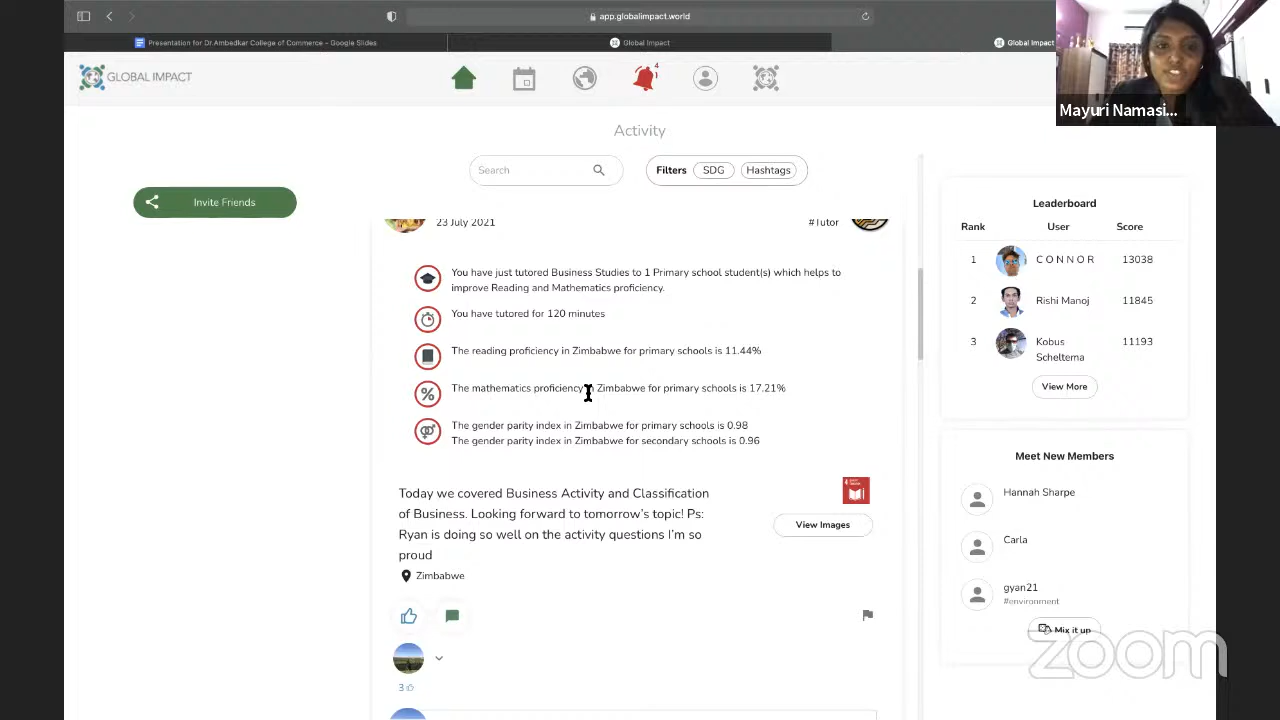 app.globalimpact.world
Presentation for Dr.Ambedkar College of Commerce – Google Slides
Global Impact
Global Impact
Mayuri Namasi...
GLOBAL IMPACT
4
Activity
Search
Filters SDG Hashtags
Invite Friends
23 July 2021
#Tutor
You have just tutored Business Studies to 1 Primary school student(s) which helps to
improve Reading and Mathematics proficiency.
You have tutored for 120 minutes
The reading proficiency in Zimbabwe for primary schools is 11.44%
The mathematics proficiency in Zimbabwe for primary schools is 17.21%
The gender parity index in Zimbabwe for primary schools is 0.98
The gender parity index in Zimbabwe for secondary schools is 0.96
Today we covered Business Activity and Classification
of Business. Looking forward to tomorrow's topic! Ps:
Ryan is doing so well on the activity questions I'm so
proud
View Images
Zimbabwe
3
Leaderboard
Rank User Score
1 C O N N O R 13038
2 Rishi Manoj 11845
3 Kobus
Scheltema 11193
View More
Meet New Members
Hannah Sharpe
Carla
gyan21
#environment
Mix it up
zoom